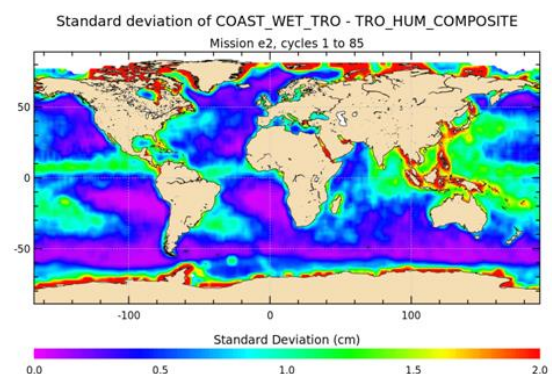 Standard deviation of COAST_WET_TRO - TRO_HUM_COMPOSITE
Mission e2, cycles 1 to 85
50
0
-50
-100 0 100
Standard Deviation (cm)
0.0 0.5 1.0 1.5 2.0